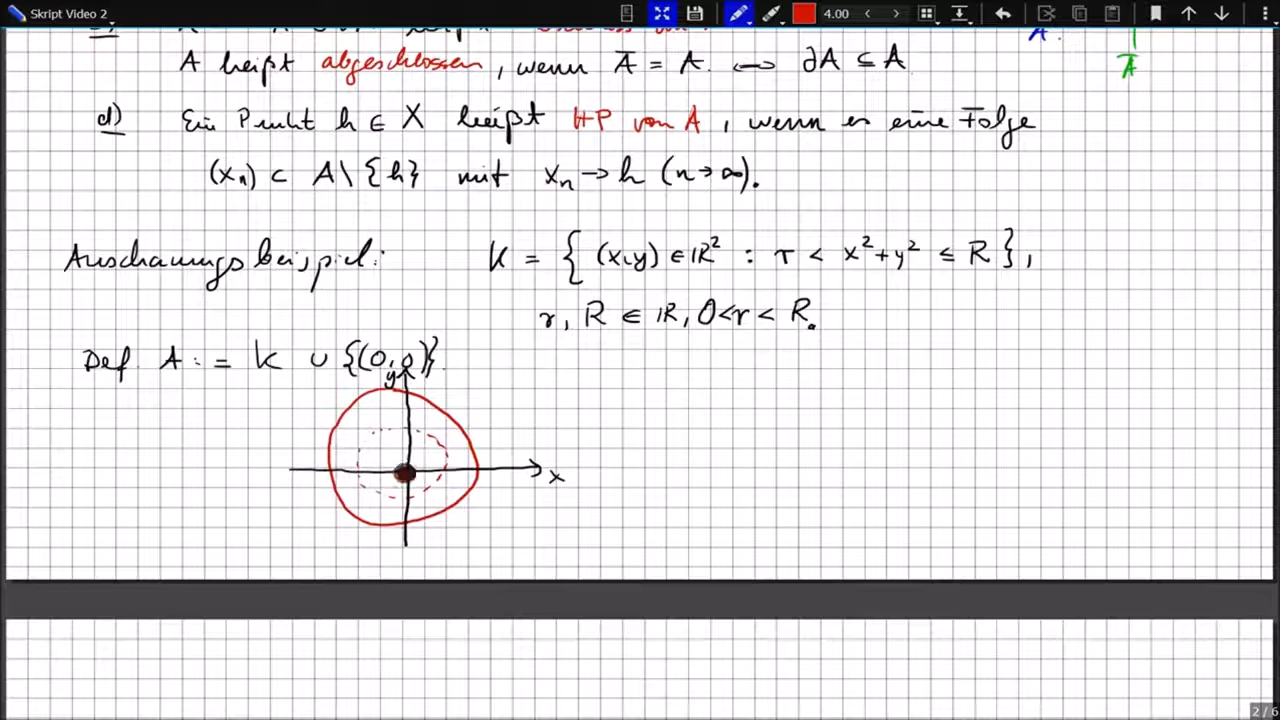 Skript Video 2
4.00
A heißt abgeschlossen, wenn A̅ = A. ⟺ ∂A ⊆ A
A̅
d) Ein Punkt h ∈ X heißt HP von A, wenn es eine Folge
(xₙ) ⊂ A\{h} mit xₙ → h (n→∞).
Anschauungsbeispiel: K = {(x,y) ∈ ℝ² : r < x²+y² ≤ R},
r, R ∈ ℝ, 0<r<R.
Def A := K ∪ {(0,0)}.
y
x
2 / 6